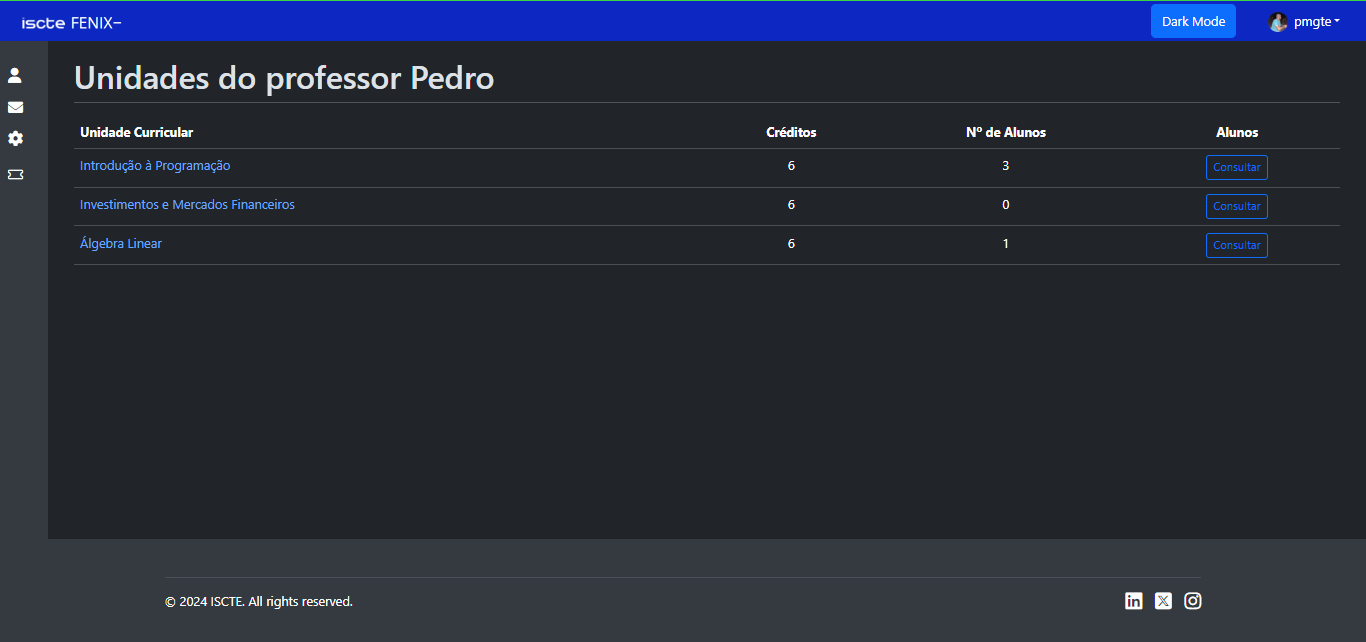 iscte FENIX–
Dark Mode
pmgte
Unidades do professor Pedro
Unidade Curricular Créditos Nº de Alunos Alunos
Introdução à Programação 6 3 Consultar
Investimentos e Mercados Financeiros 6 0 Consultar
Álgebra Linear 6 1 Consultar
© 2024 ISCTE. All rights reserved.